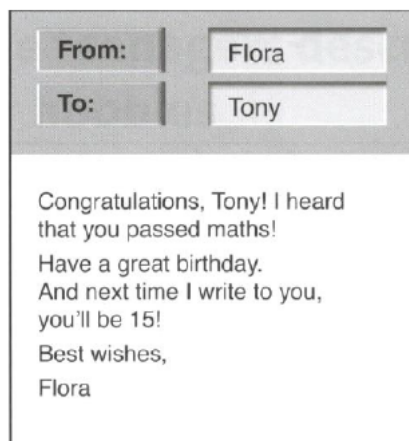 From: Flora
To: Tony
Congratulations, Tony! I heard
that you passed maths!
Have a great birthday.
And next time I write to you,
you'll be 15!
Best wishes,
Flora